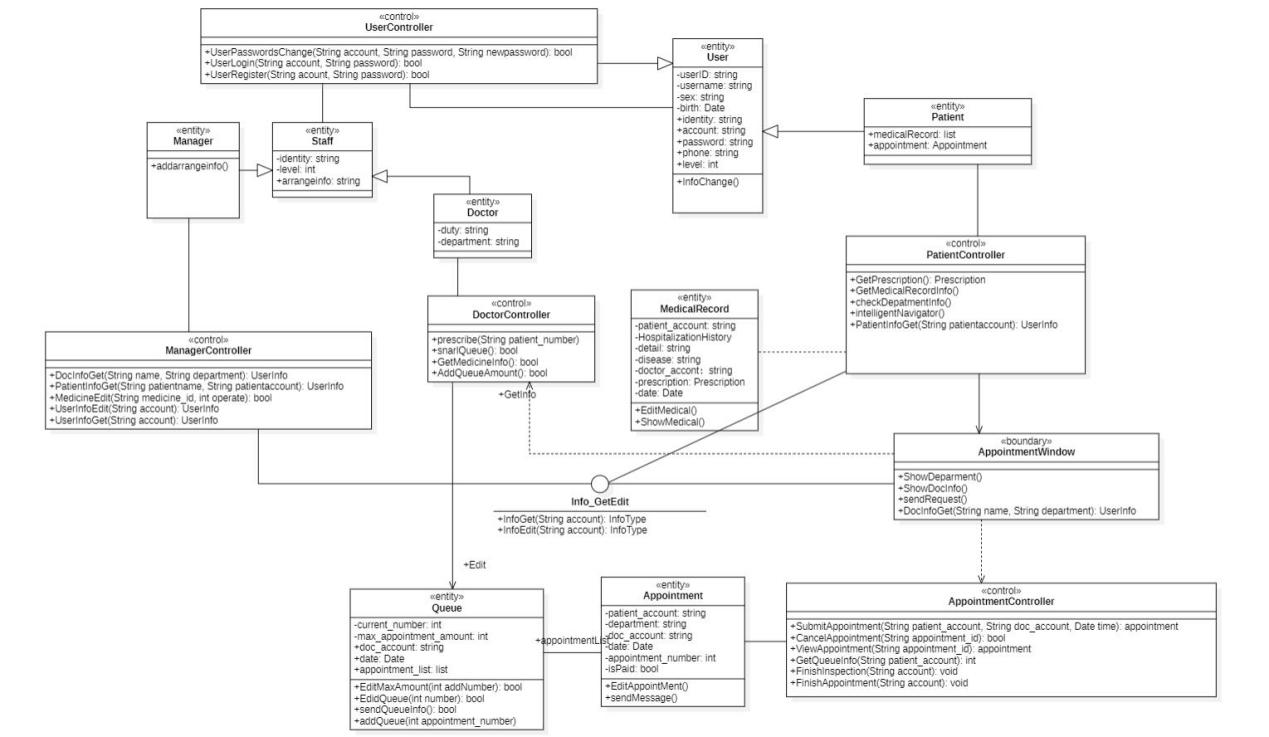 «control»
UserController
+UserPasswordsChange(String account, String password, String newpassword): bool
+UserLogin(String account, String password): bool
+UserRegister(String acount, String password): bool
«entity»
User
-userID: string
-username: string
-sex: string
-birth: Date
+identity: string
+account: string
+password: string
+phone: string
+level: int
+InfoChange()
«entity»
Patient
+medicalRecord: list
+appointment: Appointment
«entity»
Manager
+addarrangeinfo()
«entity»
Staff
-identity: string
-level: int
+arrangeinfo: string
«entity»
Doctor
-duty: string
-department: string
«control»
PatientController
+GetPrescription(): Prescription
+GetMedicalRecordInfo()
+checkDepatmentInfo()
+intelligentNavigator()
+PatientInfoGet(String patientaccount): UserInfo
«entity»
MedicalRecord
-patient_account: string
-HospitalizationHistory
-detail: string
-disease: string
-doctor_accont：string
-prescription: Prescription
-date: Date
+EditMedical()
+ShowMedical()
«control»
DoctorController
+prescribe(String patient_number)
+snarlQueue(): bool
+GetMedicineInfo(): bool
+AddQueueAmount(): bool
+GetInfo
«control»
ManagerController
+DocInfoGet(String name, String department): UserInfo
+PatientInfoGet(String patientname, String patientaccount): UserInfo
+MedicineEdit(String medicine_id, int operate): bool
+UserInfoEdit(String account): UserInfo
+UserInfoGet(String account): UserInfo
«boundary»
AppointmentWindow
+ShowDeparment()
+ShowDocInfo()
+sendRequest()
+DocInfoGet(String name, String department): UserInfo
Info_GetEdit
+InfoGet(String account): InfoType
+InfoEdit(String account): InfoType
+Edit
«entity»
Queue
-current_number: int
-max_appointment_amount: int
+doc_account: string
+date: Date
+appointment_list: list
+EditMaxAmount(int addNumber): bool
+EdidQueue(int number): bool
+sendQueueInfo(): bool
+addQueue(int appointment_number)
+appointmentList
«entity»
Appointment
-patient_account: string
-department: string
-doc_account: string
-date: Date
-appointment_number: int
-isPaid: bool
+EditAppointMent()
+sendMessage()
«control»
AppointmentController
+SubmitAppointment(String patient_account, String doc_account, Date time): appointment
+CancelAppointment(String appointment_id): bool
+ViewAppointment(String appointment_id): appointment
+GetQueueInfo(String patient_account): int
+FinishInspection(String account): void
+FinishAppointment(String account): void